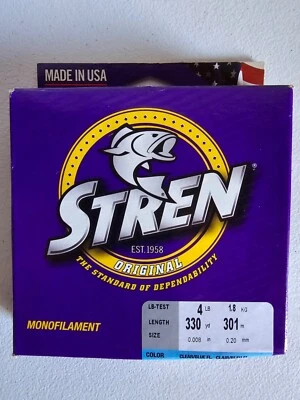 MADE IN USA
STREN®
EST. 1958
ORIGINAL
THE STANDARD OF DEPENDABILITY
LB-TEST 4 LB 1.8 KG
LENGTH 330 yd 301 m
SIZE 0.008 in 0.20 mm
MONOFILAMENT
COLOR